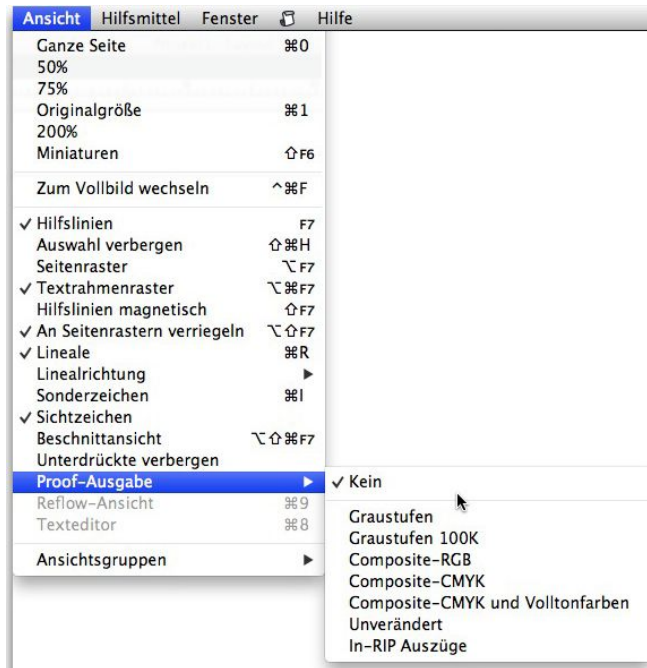 Ansicht Hilfsmittel Fenster Hilfe
Ganze Seite ⌘0
50%
75%
Originalgröße ⌘1
200%
Miniaturen ⇧F6
Zum Vollbild wechseln ^⌘F
✓ Hilfslinien F7
Auswahl verbergen ⇧⌘H
Seitenraster ⌥F7
✓ Textrahmenraster ⌥⌘F7
Hilfslinien magnetisch ⇧F7
✓ An Seitenrastern verriegeln ⌥⇧F7
✓ Lineale ⌘R
Linealrichtung ▶
Sonderzeichen ⌘I
✓ Sichtzeichen
Beschnittansicht ⌥⇧⌘F7
Unterdrückte verbergen
Proof-Ausgabe ▶
Reflow-Ansicht ⌘9
Texteditor ⌘8
Ansichtsgruppen ▶
✓ Kein
Graustufen
Graustufen 100K
Composite-RGB
Composite-CMYK
Composite-CMYK und Volltonfarben
Unverändert
In-RIP Auszüge